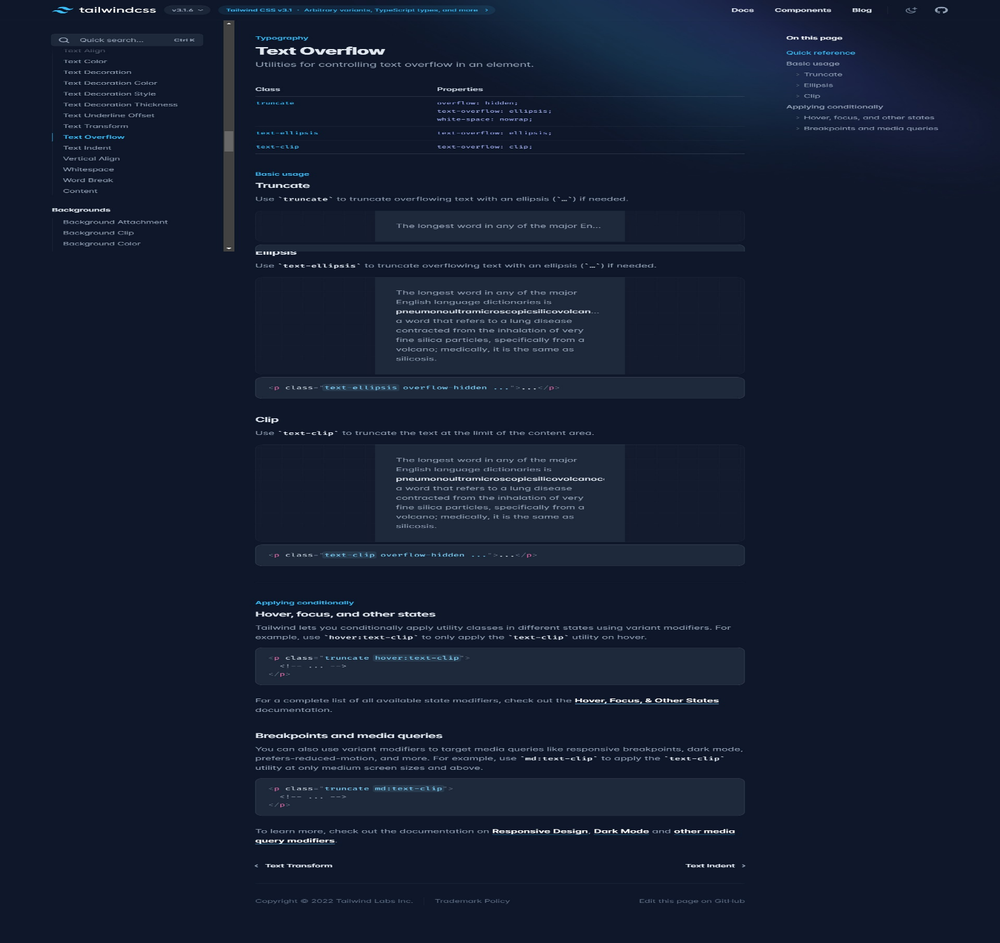 tailwindcss
v3.1.6
Tailwind CSS v3.1 · Arbitrary variants, TypeScript types, and more
Docs
Components
Blog
Quick search...
Ctrl K
Text Align
Text Color
Text Decoration
Text Decoration Color
Text Decoration Style
Text Decoration Thickness
Text Underline Offset
Text Transform
Text Overflow
Text Indent
Vertical Align
Whitespace
Word Break
Content
Backgrounds
Background Attachment
Background Clip
Background Color
Typography
Text Overflow
Utilities for controlling text overflow in an element.
Class Properties
truncate overflow: hidden;
text-overflow: ellipsis;
white-space: nowrap;
text-ellipsis text-overflow: ellipsis;
text-clip text-overflow: clip;
Basic usage
Truncate
Use `truncate` to truncate overflowing text with an ellipsis (`…`) if needed.
The longest word in any of the major En...
Ellipsis
Use `text-ellipsis` to truncate overflowing text with an ellipsis (`…`) if needed.
The longest word in any of the major
English language dictionaries is
pneumonoultramicroscopicsilicovolcan...
a word that refers to a lung disease
contracted from the inhalation of very
fine silica particles, specifically from a
volcano; medically, it is the same as
silicosis.
<p class="text-ellipsis overflow-hidden ...">...</p>
Clip
Use `text-clip` to truncate the text at the limit of the content area.
The longest word in any of the major
English language dictionaries is
pneumonoultramicroscopicsilicovolcanoc
a word that refers to a lung disease
contracted from the inhalation of very
fine silica particles, specifically from a
volcano; medically, it is the same as
silicosis.
<p class="text-clip overflow-hidden ...">...</p>
Applying conditionally
Hover, focus, and other states
Tailwind lets you conditionally apply utility classes in different states using variant modifiers. For
example, use `hover:text-clip` to only apply the `text-clip` utility on hover.
<p class="truncate hover:text-clip">
<!-- ... -->
</p>
For a complete list of all available state modifiers, check out the Hover, Focus, & Other States
documentation.
Breakpoints and media queries
You can also use variant modifiers to target media queries like responsive breakpoints, dark mode,
prefers-reduced-motion, and more. For example, use `md:text-clip` to apply the `text-clip`
utility at only medium screen sizes and above.
<p class="truncate md:text-clip">
<!-- ... -->
</p>
To learn more, check out the documentation on Responsive Design, Dark Mode and other media
query modifiers.
Text Transform
Text Indent
Copyright © 2022 Tailwind Labs Inc.
Trademark Policy
Edit this page on GitHub
On this page
Quick reference
Basic usage
Truncate
Ellipsis
Clip
Applying conditionally
Hover, focus, and other states
Breakpoints and media queries